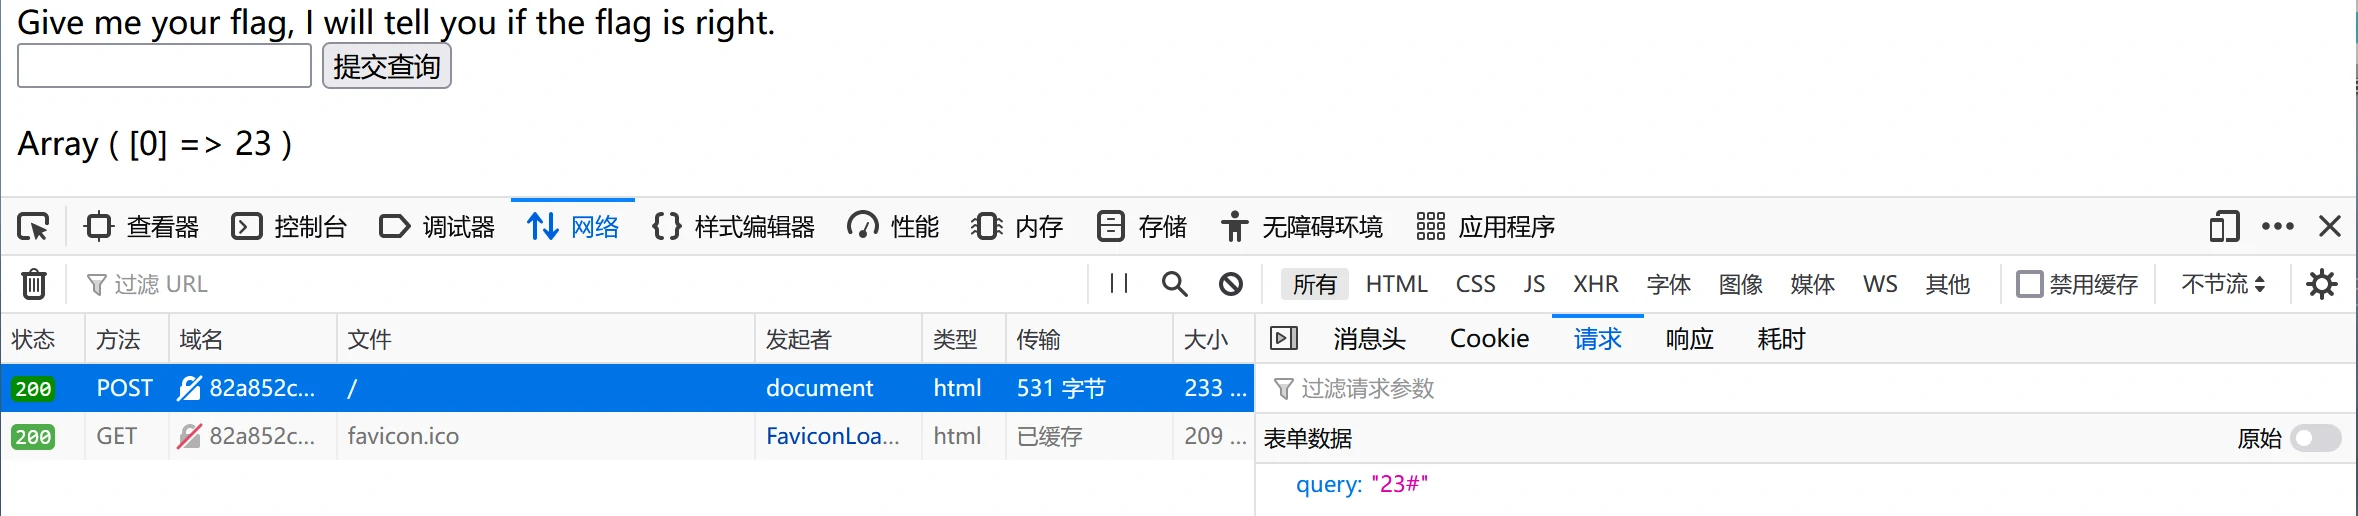 Give me your flag, I will tell you if the flag is right.
提交查询
Array ( [0] => 23 )
查看器 控制台 调试器 网络 样式编辑器 性能 内存 存储 无障碍环境 应用程序
过滤 URL 所有 HTML CSS JS XHR 字体 图像 媒体 WS 其他 禁用缓存 不节流
状态 方法 域名 文件 发起者 类型 传输 大小 消息头 Cookie 请求 响应 耗时
200 POST 82a852c... / document html 531 字节 233 ... 过滤请求参数
200 GET 82a852c... favicon.ico FaviconLoa... html 已缓存 209 ... 表单数据 原始
query: "23#"